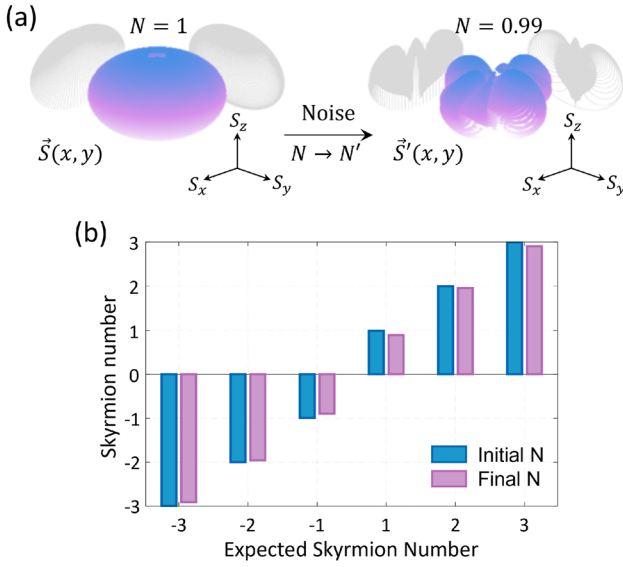 (a)
N = 1
N = 0.99
Noise
N → N′
S⃗(x, y)
S_z
S_x
S_y
S⃗′(x, y)
S_z
S_x
S_y
(b)
Skyrmion number
3
2
1
0
-1
-2
-3
Initial N
Final N
-3 -2 -1 1 2 3
Expected Skyrmion Number